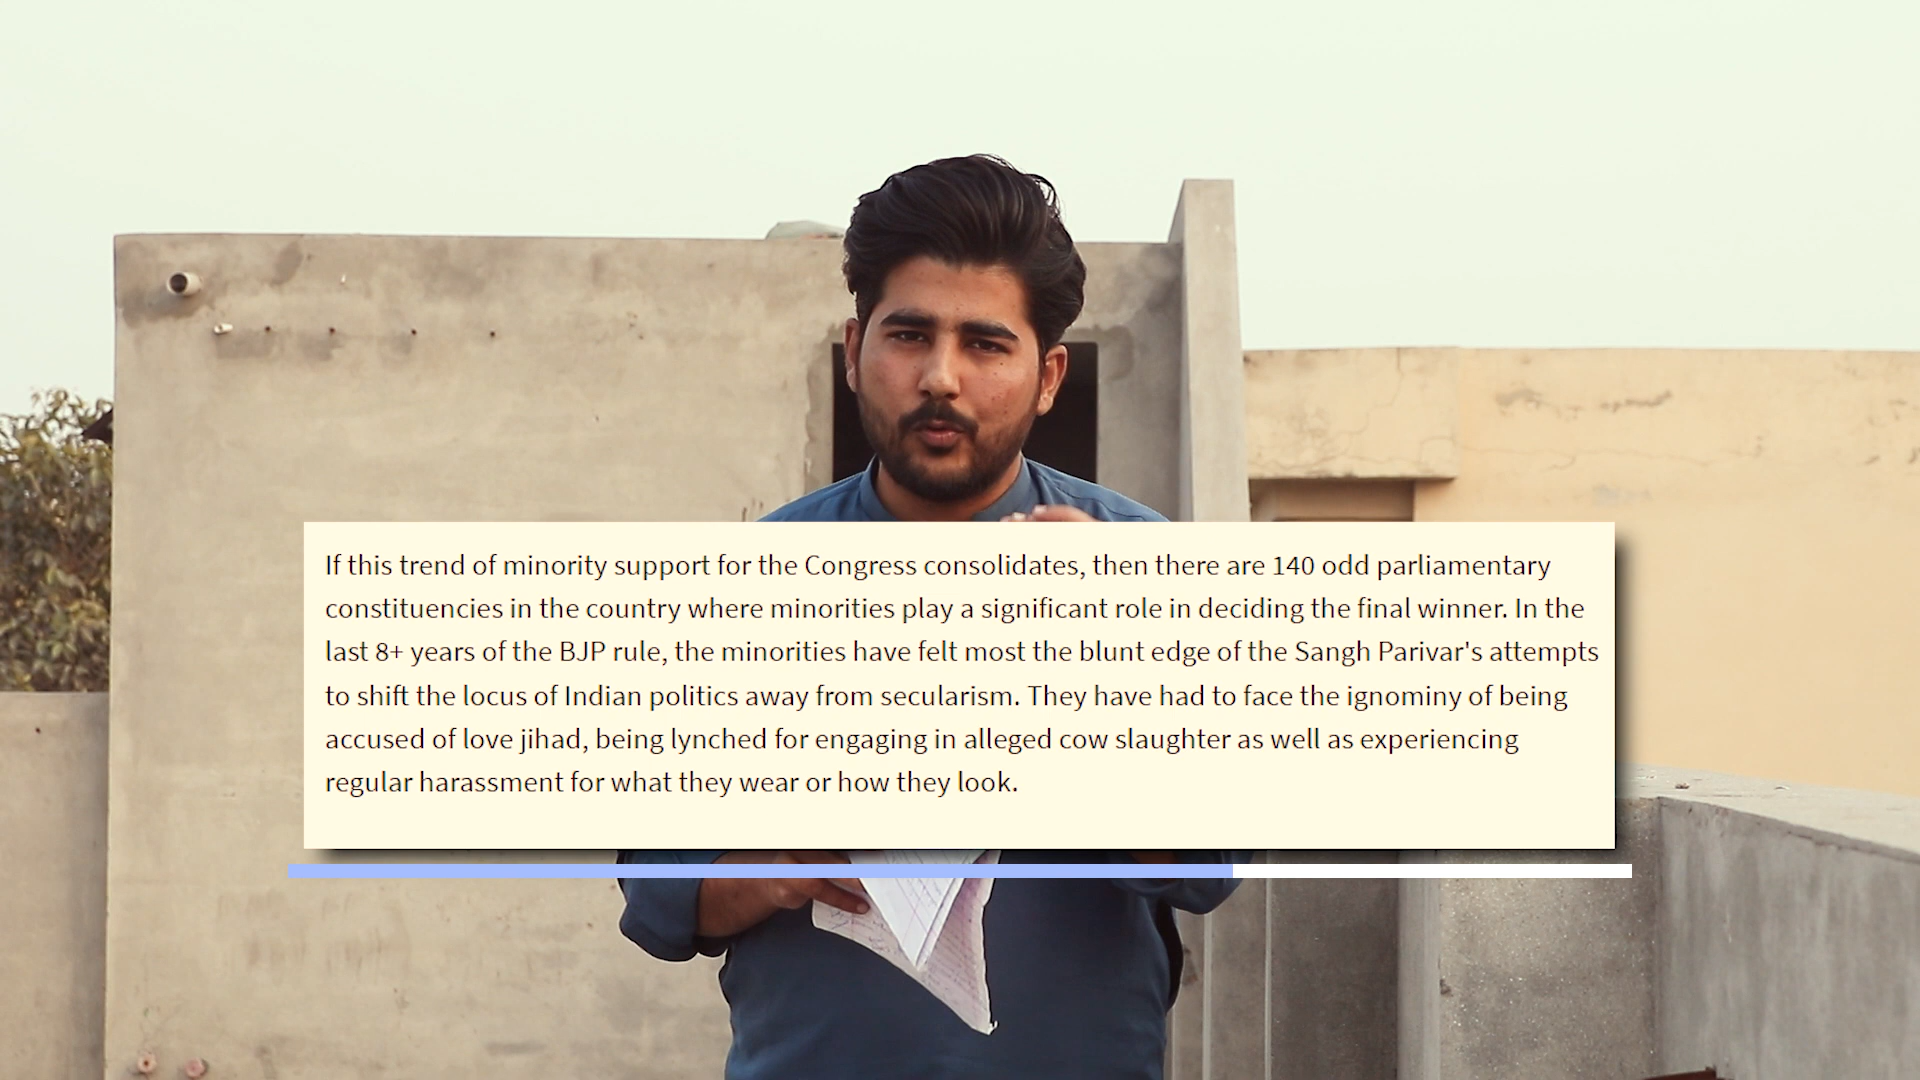 If this trend of minority support for the Congress consolidates, then there are 140 odd parliamentary
constituencies in the country where minorities play a significant role in deciding the final winner. In the
last 8+ years of the BJP rule, the minorities have felt most the blunt edge of the Sangh Parivar's attempts
to shift the locus of Indian politics away from secularism. They have had to face the ignominy of being
accused of love jihad, being lynched for engaging in alleged cow slaughter as well as experiencing
regular harassment for what they wear or how they look.